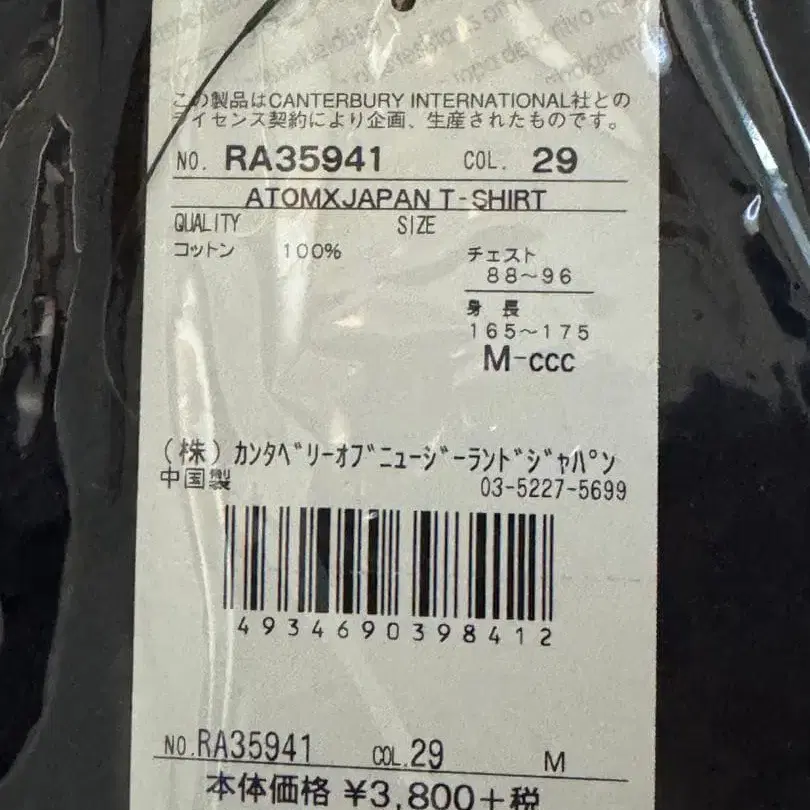 この製品はCANTERBURY INTERNATIONAL社との
ライセンス契約により企画、生産されたものです。
NO. RA35941 COL. 29
ATOMXJAPAN T-SHIRT
QUALITY SIZE
コットン 100%
チェスト
88～96
身長
165～175
M-ccc
(株)カンタベリーオブニュージーランドジャパン
中国製 03-5227-5699
4934690398412
NO.RA35941 COL.29 M
本体価格 ¥3,800+税